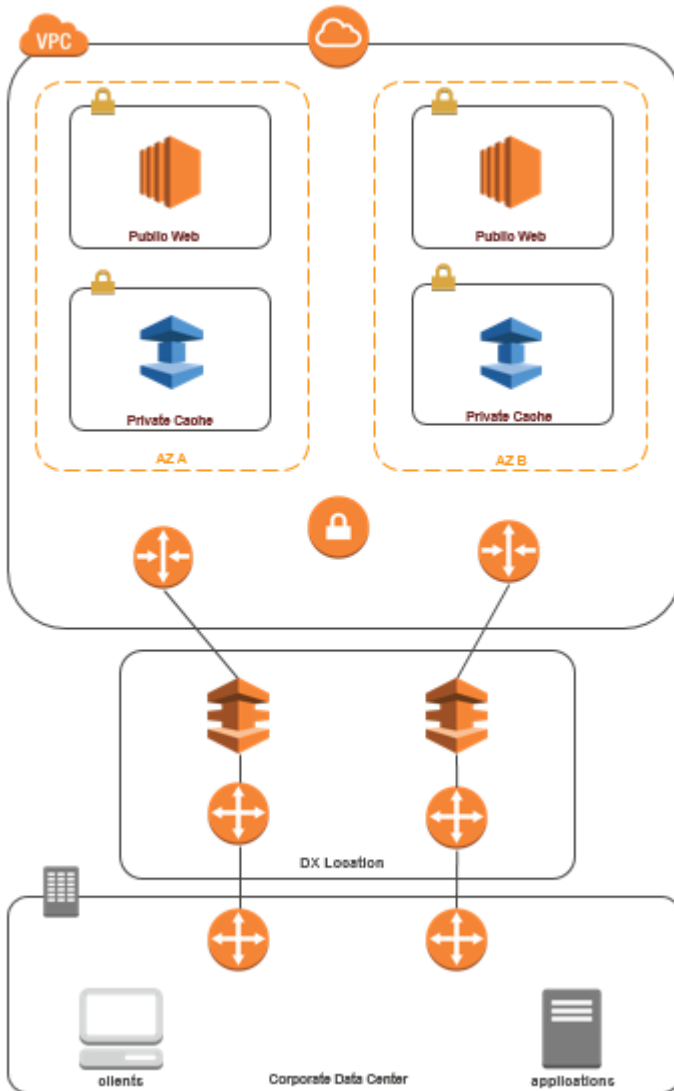 VPC
Public Web
Public Web
Private Cache
Private Cache
AZ A
AZ B
DX Location
clients
Corporate Data Center
applications